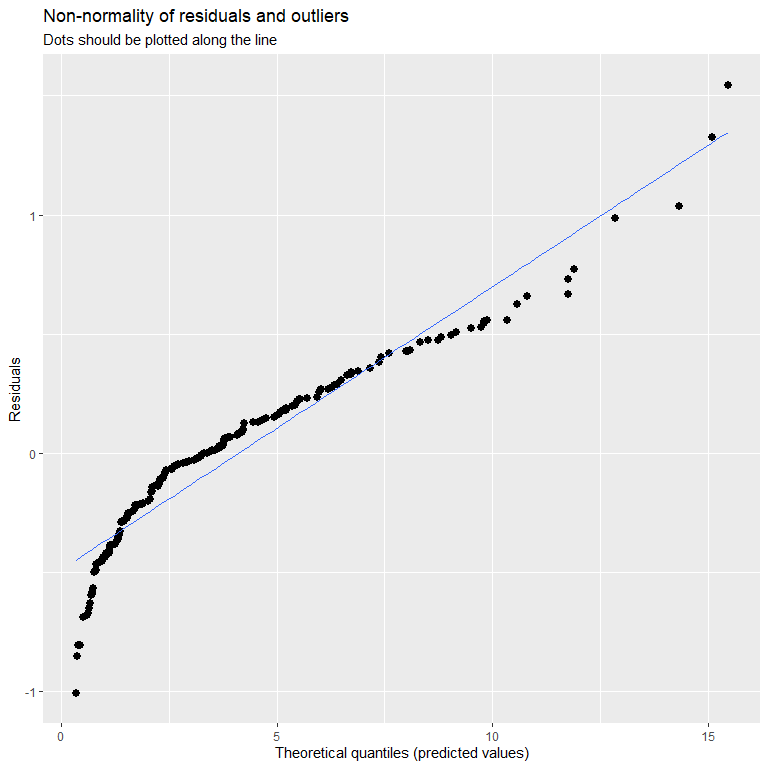 Non-normality of residuals and outliers
Dots should be plotted along the line
Residuals
1
0
-1
0 5 10 15
Theoretical quantiles (predicted values)